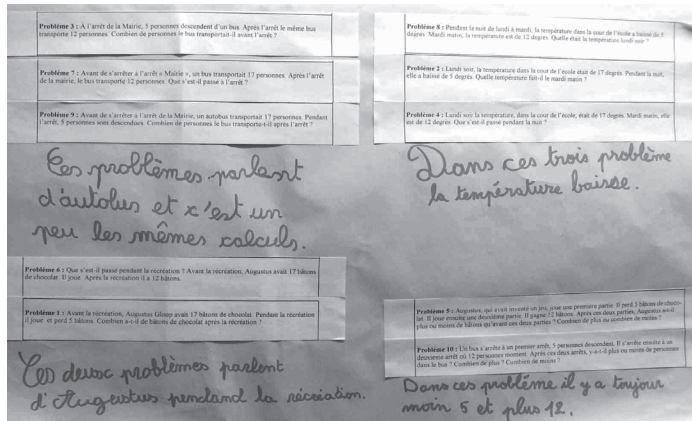 Problème 3 : À l'arrêt de la Mairie, 5 personnes descendent d'un bus. Après l'arrêt le même bus
transporte 12 personnes. Combien de personnes le bus transportait-il avant l'arrêt ?
Problème 7 : Avant de s'arrêter à l'arrêt « Mairie », un bus transportait 17 personnes. Après l'arrêt
de la mairie, le bus transporte 12 personnes. Que s'est-il passé à l'arrêt ?
Problème 9 : Avant de s'arrêter à l'arrêt de la Mairie, un autobus transportait 17 personnes. Pendant
l'arrêt, 5 personnes sont descendues. Combien de personnes le bus transporte-t-il après l'arrêt ?
Ces problèmes parlent
d'autobus et c'est un
peu les mêmes calculs.
Problème 6 : Que s'est-il passé pendant la récréation ? Avant la récréation, Augustus avait 17 bâtons
de chocolat. Il joue. Après la récréation il a 12 bâtons.
Problème 1 : Avant la récréation, Augustus Gloop avait 17 bâtons de chocolat. Pendant la récréation
il joue et perd 5 bâtons. Combien a-t-il de bâtons de chocolat après la récréation ?
Ces deux problèmes parlent
d'Augustus pendand la récréation.
Problème 8 : Pendant la nuit de lundi à mardi, la température dans la cour de l'école a baissé de 5
degrés. Mardi matin, la température est de 12 degrés. Quelle était la température lundi soir ?
Problème 2 : Lundi soir, la température dans la cour de l'école était de 17 degrés. Pendant la nuit,
elle a baissé de 5 degrés. Quelle température fait-il le mardi matin ?
Problème 4 : Lundi soir la température, dans la cour de l'école, était de 17 degrés. Mardi matin, elle
est de 12 degrés. Que s'est-il passé pendant la nuit ?
Dans ces trois problème
la température baisse.
Problème 5 : Augustus, qui avait inventé un jeu, joue une première partie. Il perd 5 bâtons de choco-
lat. Il joue ensuite une deuxième partie. Il gagne 12 bâtons. Après ces deux parties, Augustus a-t-il
plus ou moins de bâtons qu'avant ces deux parties ? Combien de plus ou combien de moins ?
Problème 10 : Un bus s'arrête à un premier arrêt, 5 personnes descendent. Il s'arrête ensuite à un
deuxième arrêt où 12 personnes montent. Après ces deux arrêts, y-a-t-il plus ou moins de personnes
dans le bus ? Combien de plus ? Combien de moins ?
Dans ces problème il y a toujour
moin 5 et plus 12.